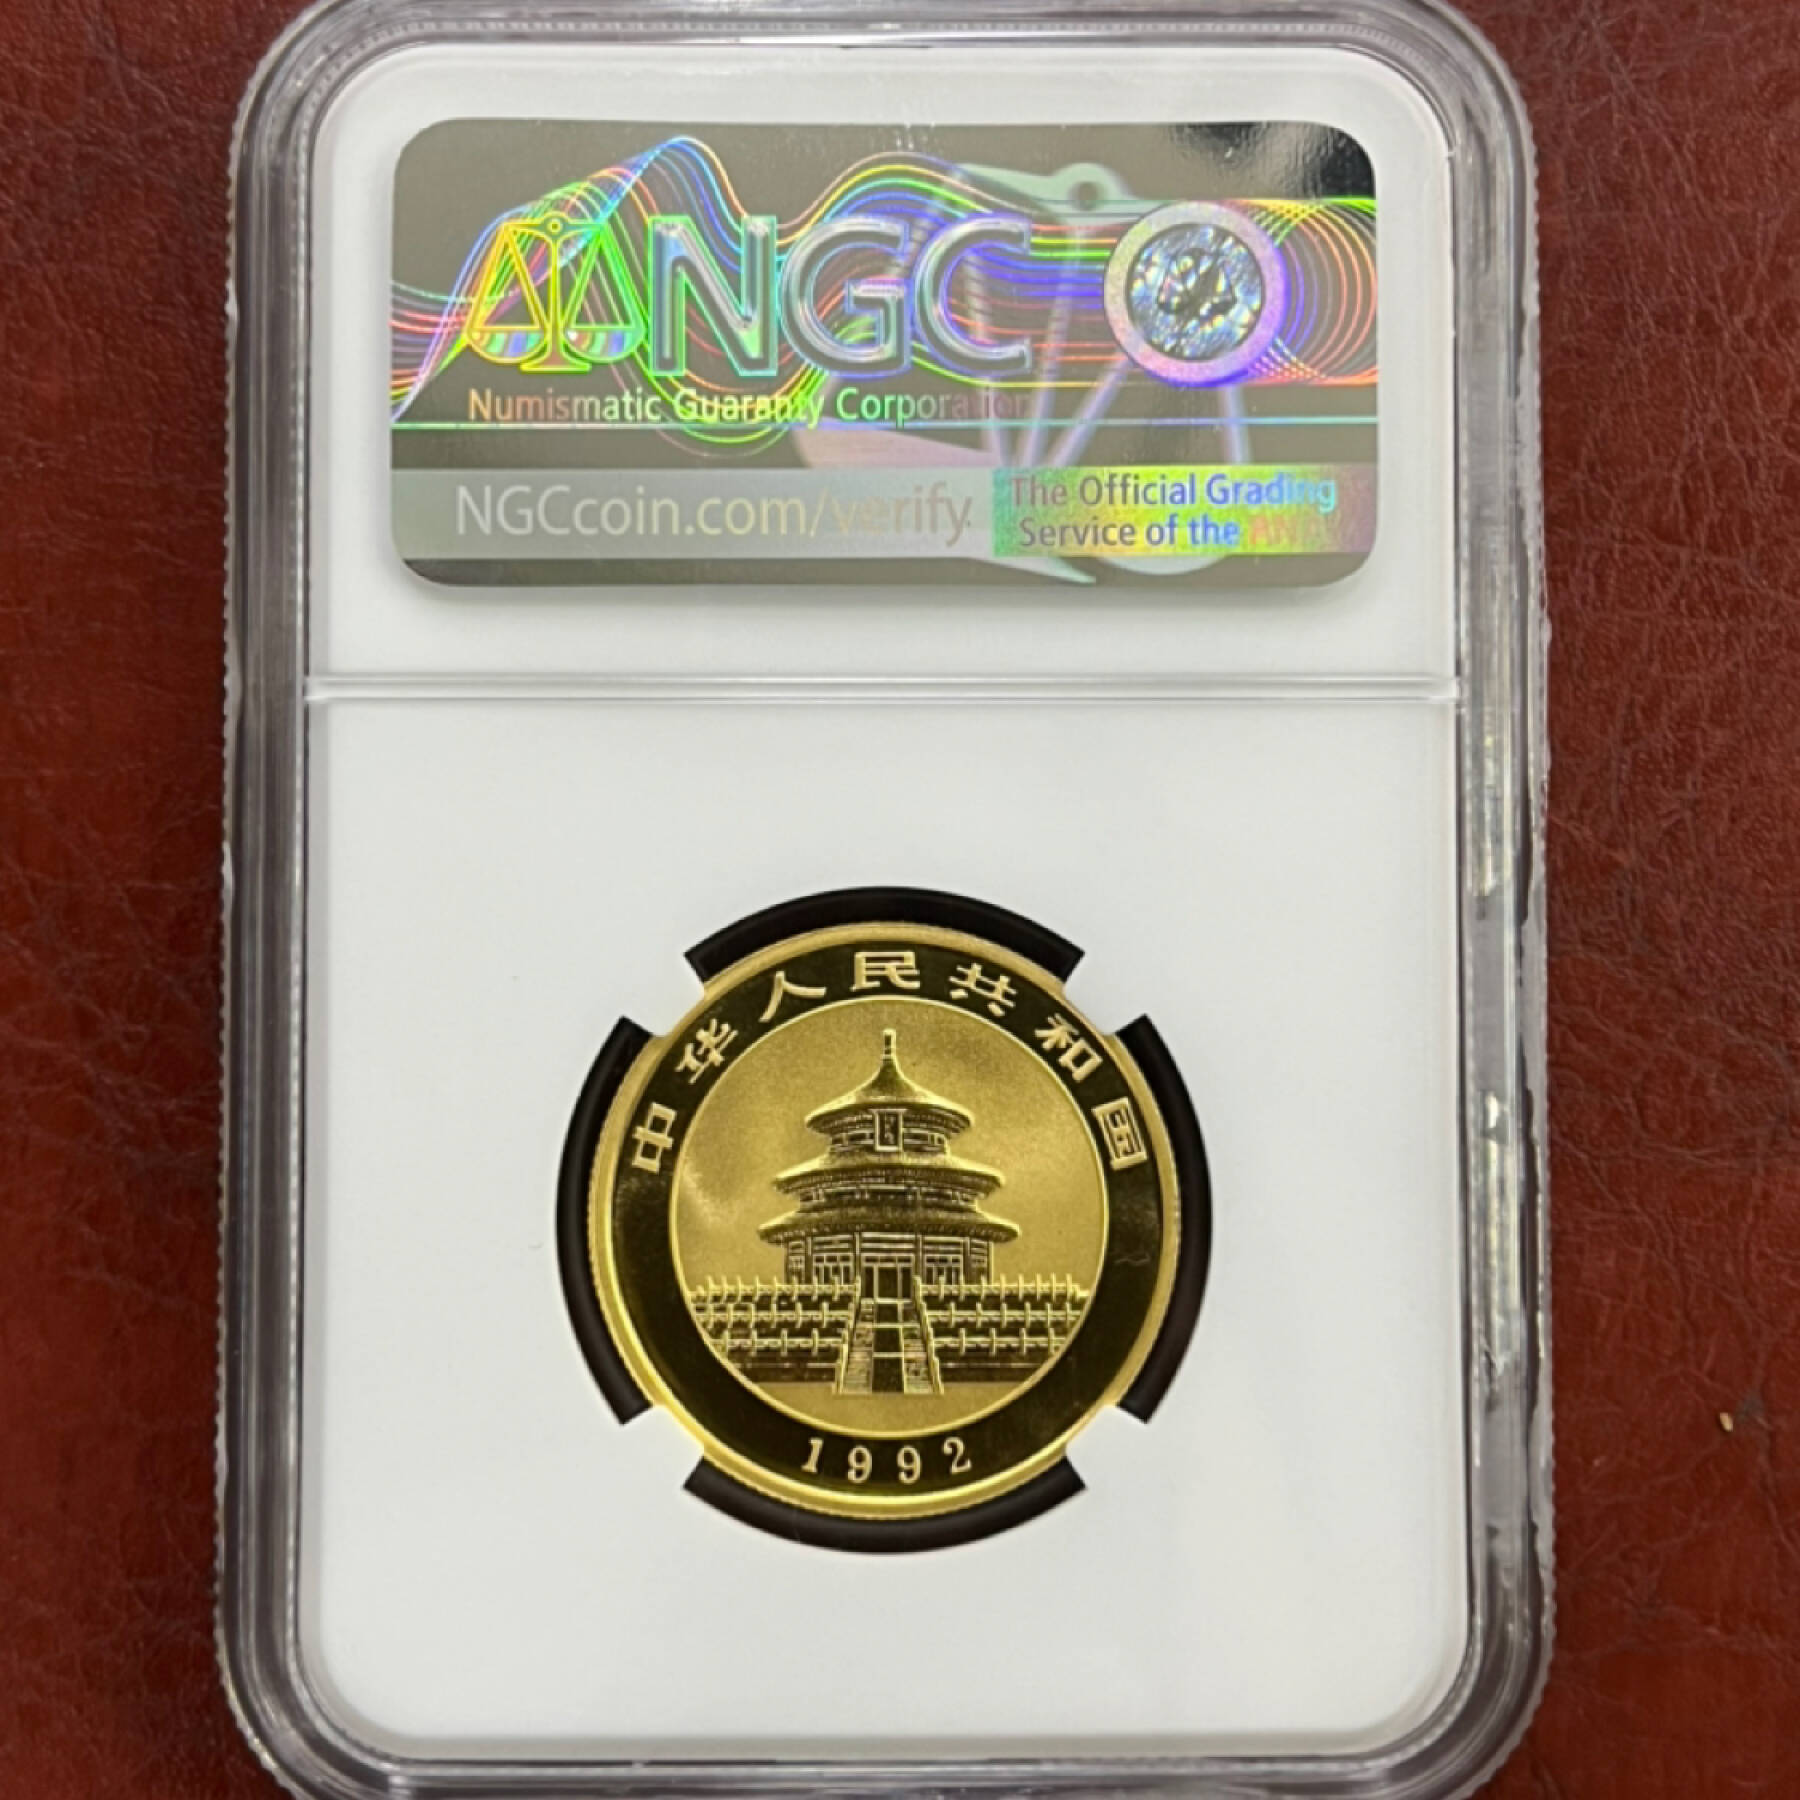 NGC
Numismatic Guaranty Corporation
NGCcoin.com/verify
The Official Grading
Service of the ANA
中华人民共和国
1992